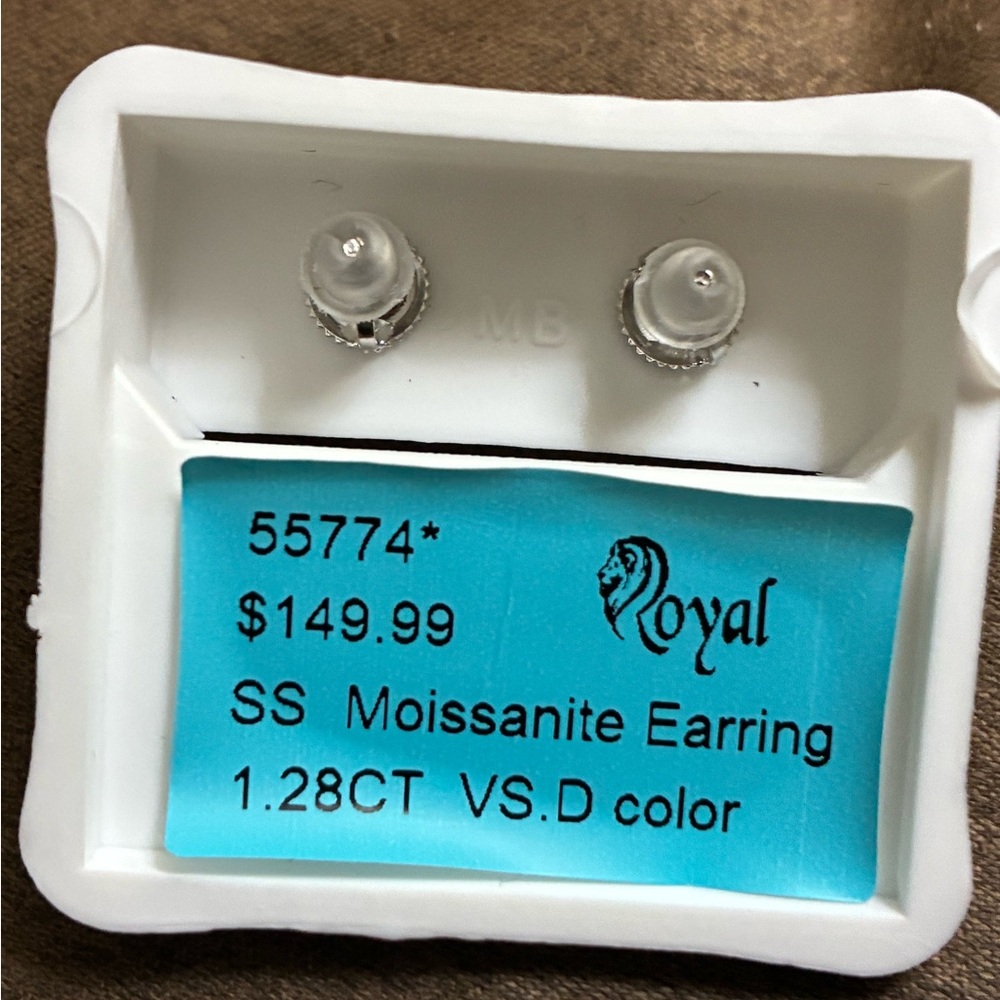 MB
55774*
Royal
$149.99
SS Moissanite Earring
1.28CT VS.D color